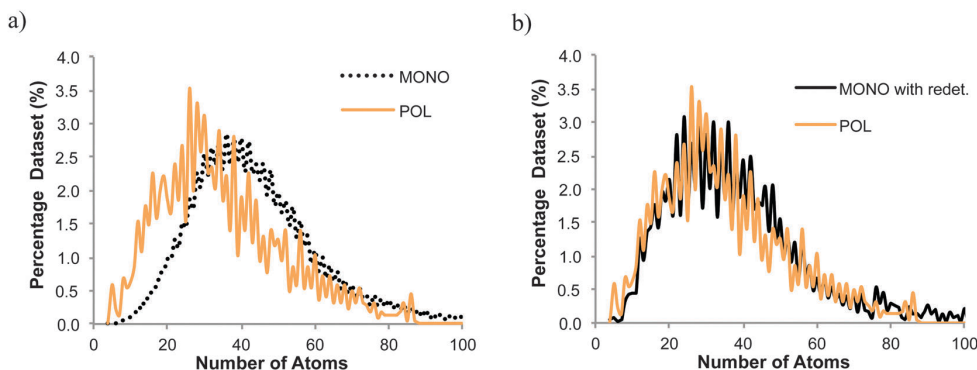 a)
Percentage Dataset (%)
4.0
3.5
3.0
2.5
2.0
1.5
1.0
0.5
0.0
MONO
POL
0 20 40 60 80 100
Number of Atoms
b)
Percentage Dataset (%)
4.0
3.5
3.0
2.5
2.0
1.5
1.0
0.5
0.0
MONO with redet.
POL
0 20 40 60 80 100
Number of Atoms